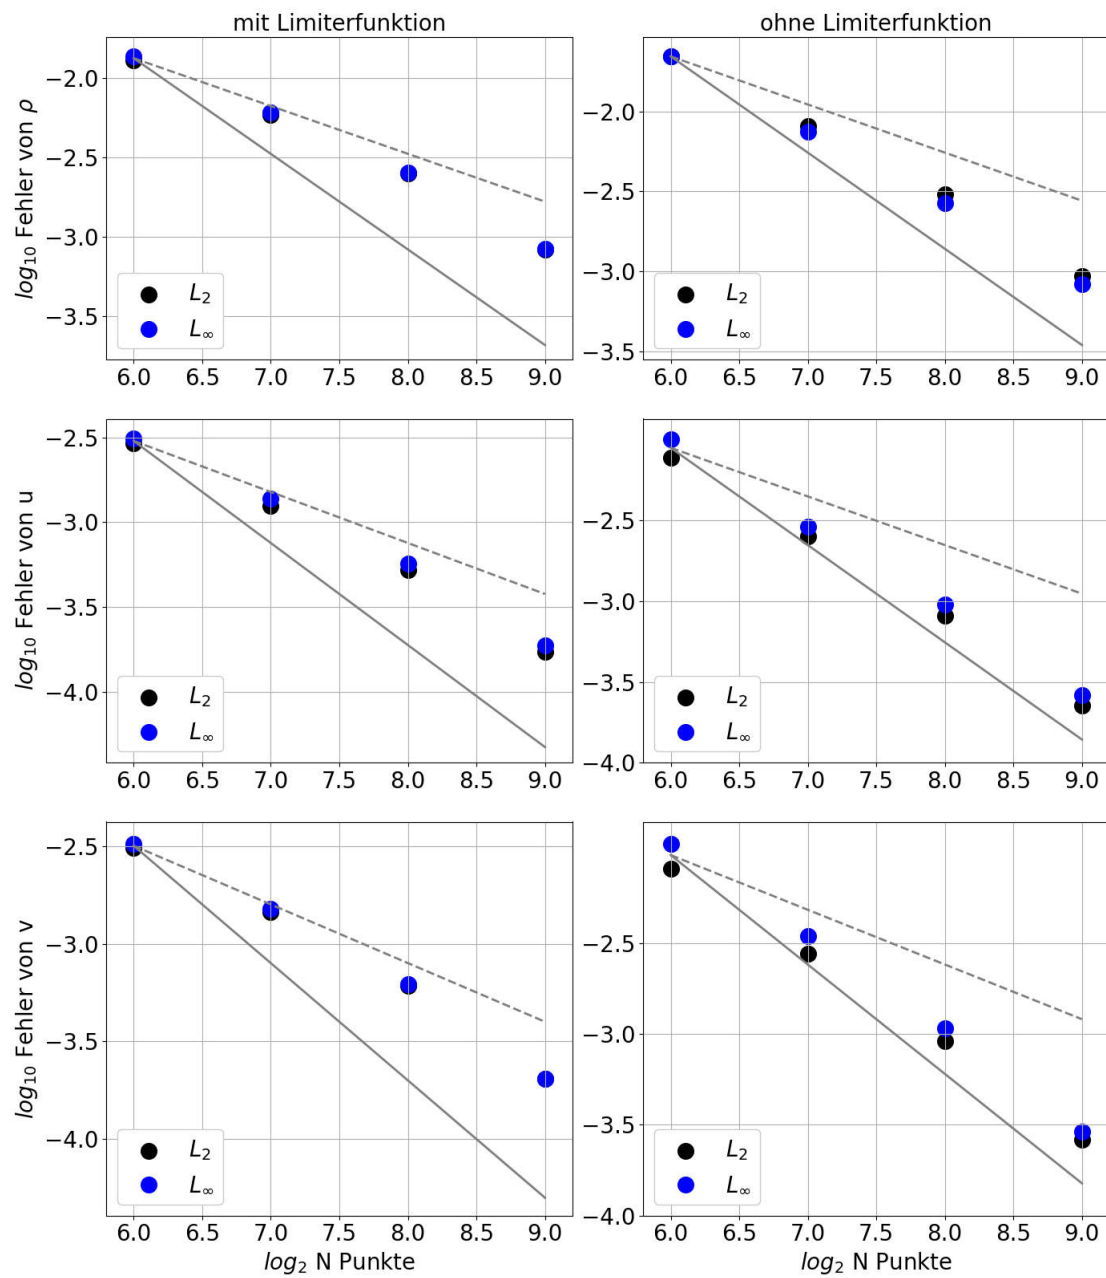 mit Limiterfunktion
ohne Limiterfunktion
log₁₀ Fehler von ρ
−2.0
−2.5
−3.0
−3.5
L₂
L∞
6.0 6.5 7.0 7.5 8.0 8.5 9.0
−2.0
−2.5
−3.0
−3.5
L₂
L∞
6.0 6.5 7.0 7.5 8.0 8.5 9.0
log₁₀ Fehler von u
−2.5
−3.0
−3.5
−4.0
L₂
L∞
6.0 6.5 7.0 7.5 8.0 8.5 9.0
−2.5
−3.0
−3.5
−4.0
L₂
L∞
6.0 6.5 7.0 7.5 8.0 8.5 9.0
log₁₀ Fehler von v
−2.5
−3.0
−3.5
−4.0
L₂
L∞
6.0 6.5 7.0 7.5 8.0 8.5 9.0
log₂ N Punkte
−2.5
−3.0
−3.5
−4.0
L₂
L∞
6.0 6.5 7.0 7.5 8.0 8.5 9.0
log₂ N Punkte